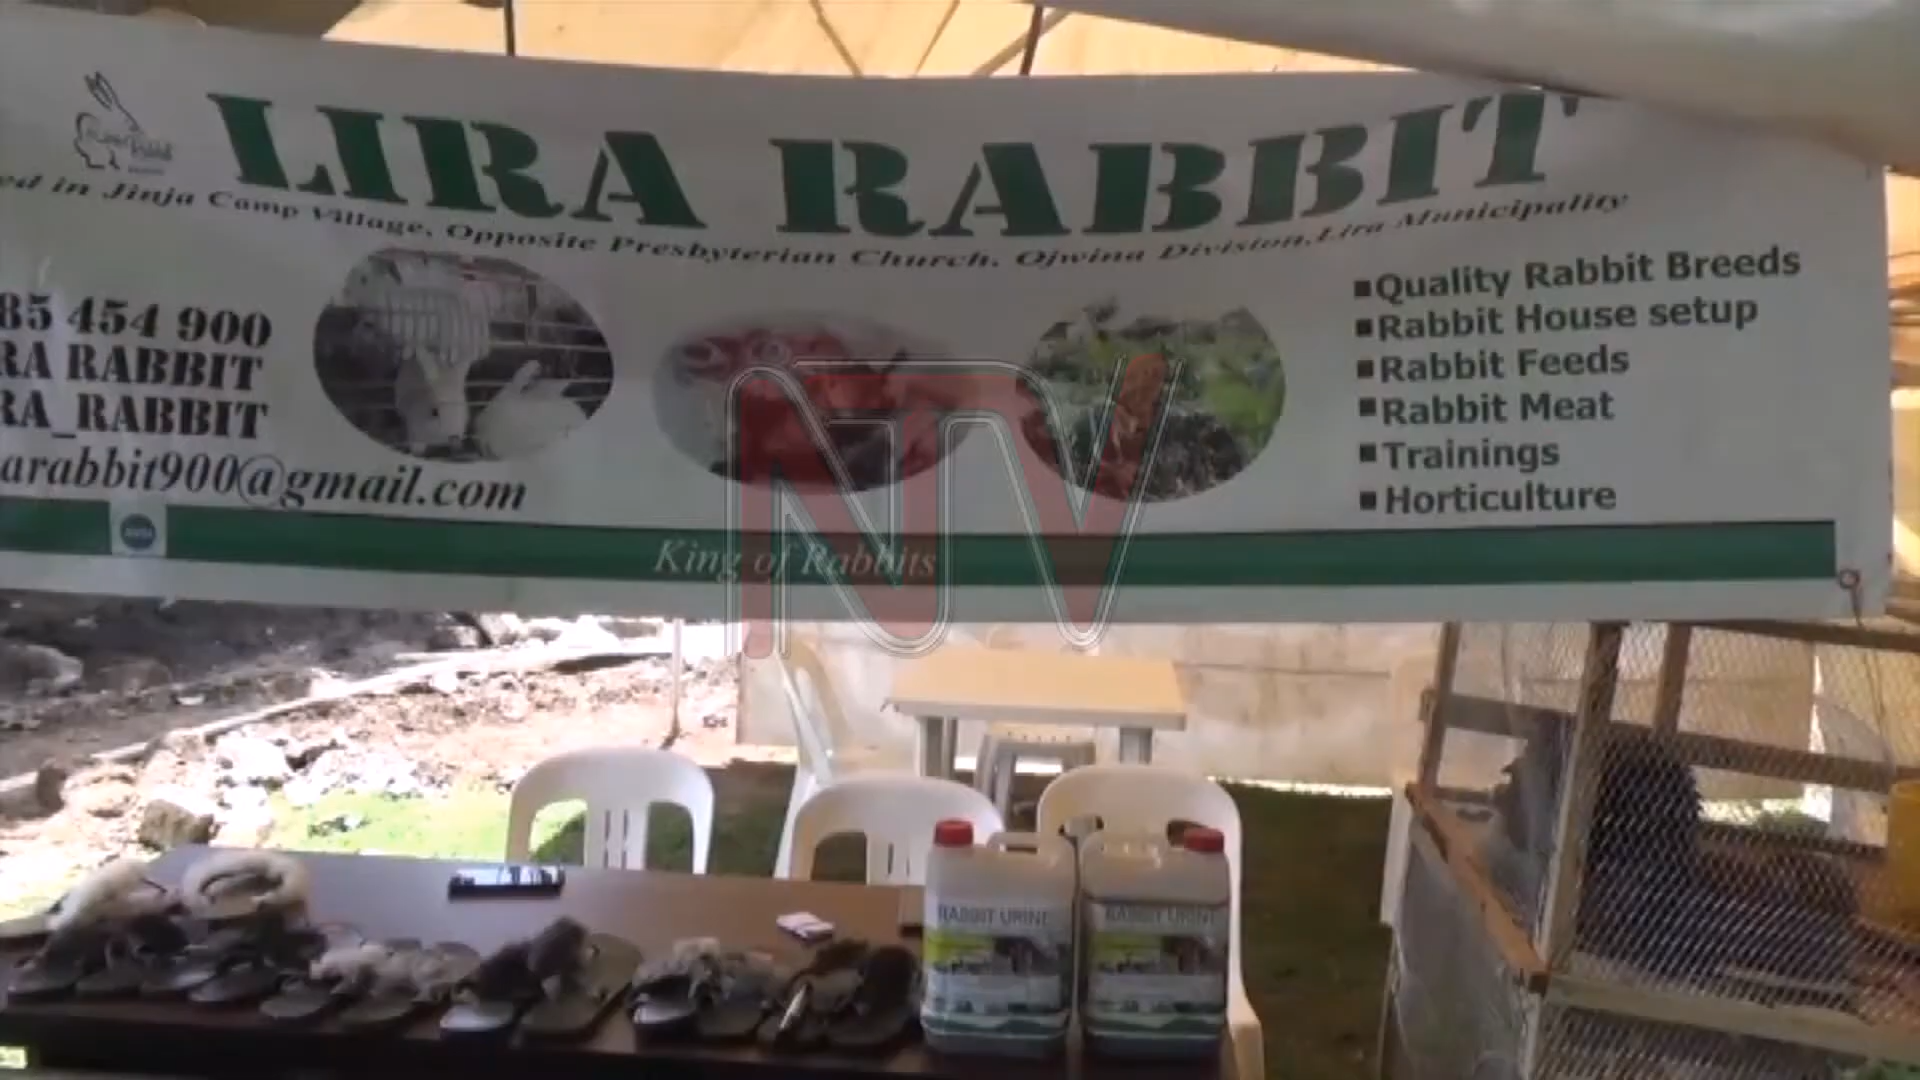 LIRA RABBIT
ed in Jinja Camp Village, Opposite Presbyterian Church, Ojwina Division, Lira Municipality
85 454 900
RA RABBIT
RA_RABBIT
arabbit900@gmail.com
■Quality Rabbit Breeds
■Rabbit House setup
■Rabbit Feeds
■Rabbit Meat
■Trainings
■Horticulture
King of Rabbits
NTV
RABBIT URINE
RABBIT URINE